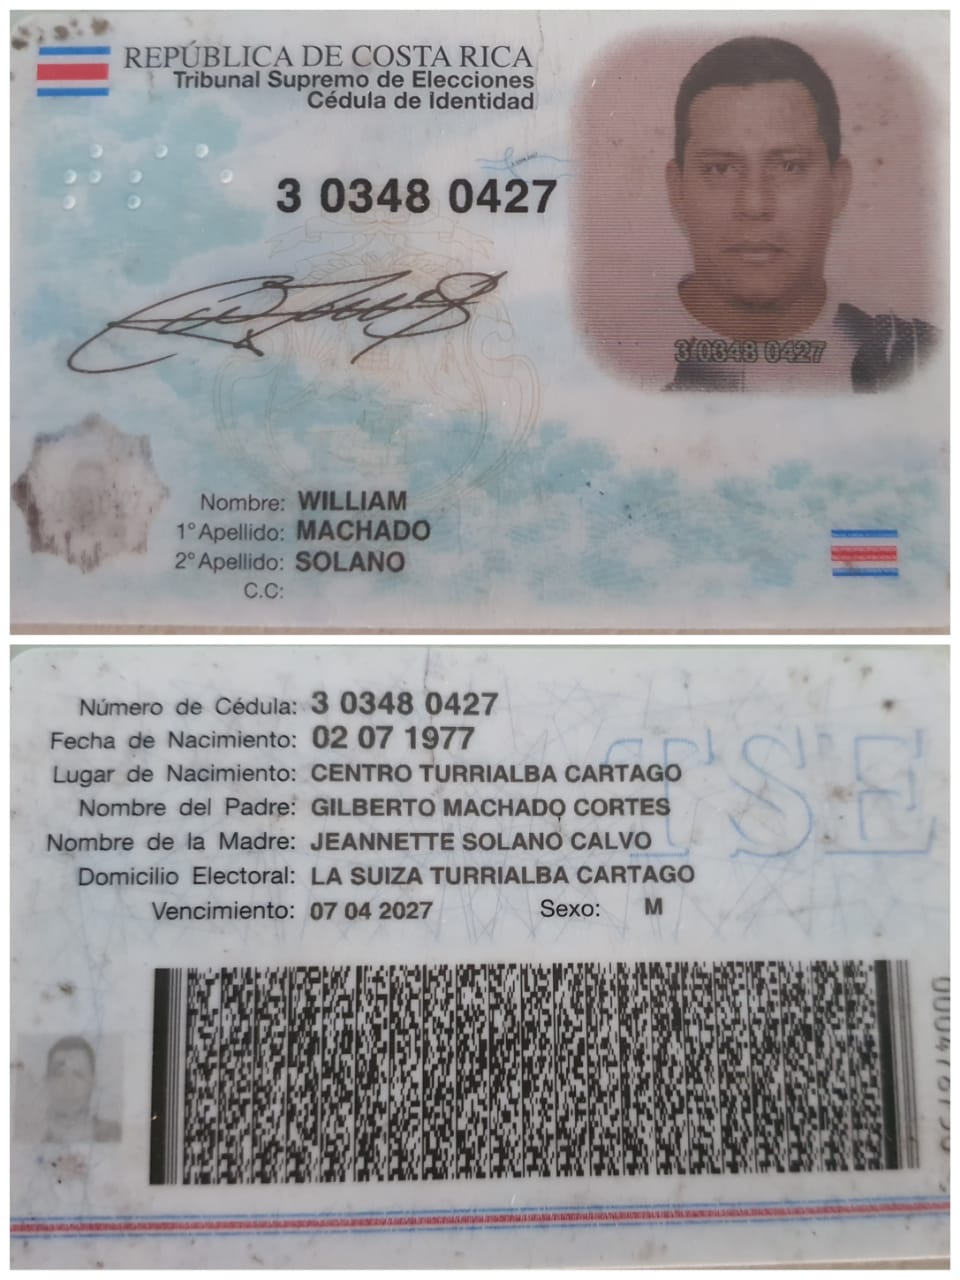 REPÚBLICA DE COSTA RICA
Tribunal Supremo de Elecciones
Cédula de Identidad
3 0348 0427
3 0348 0427
Nombre: WILLIAM
1° Apellido: MACHADO
2° Apellido: SOLANO
C.C:
Número de Cédula: 3 0348 0427
Fecha de Nacimiento: 02 07 1977
Lugar de Nacimiento: CENTRO TURRIALBA CARTAGO
Nombre del Padre: GILBERTO MACHADO CORTES
Nombre de la Madre: JEANNETTE SOLANO CALVO
Domicilio Electoral: LA SUIZA TURRIALBA CARTAGO
Vencimiento: 07 04 2027 Sexo: M
TSE